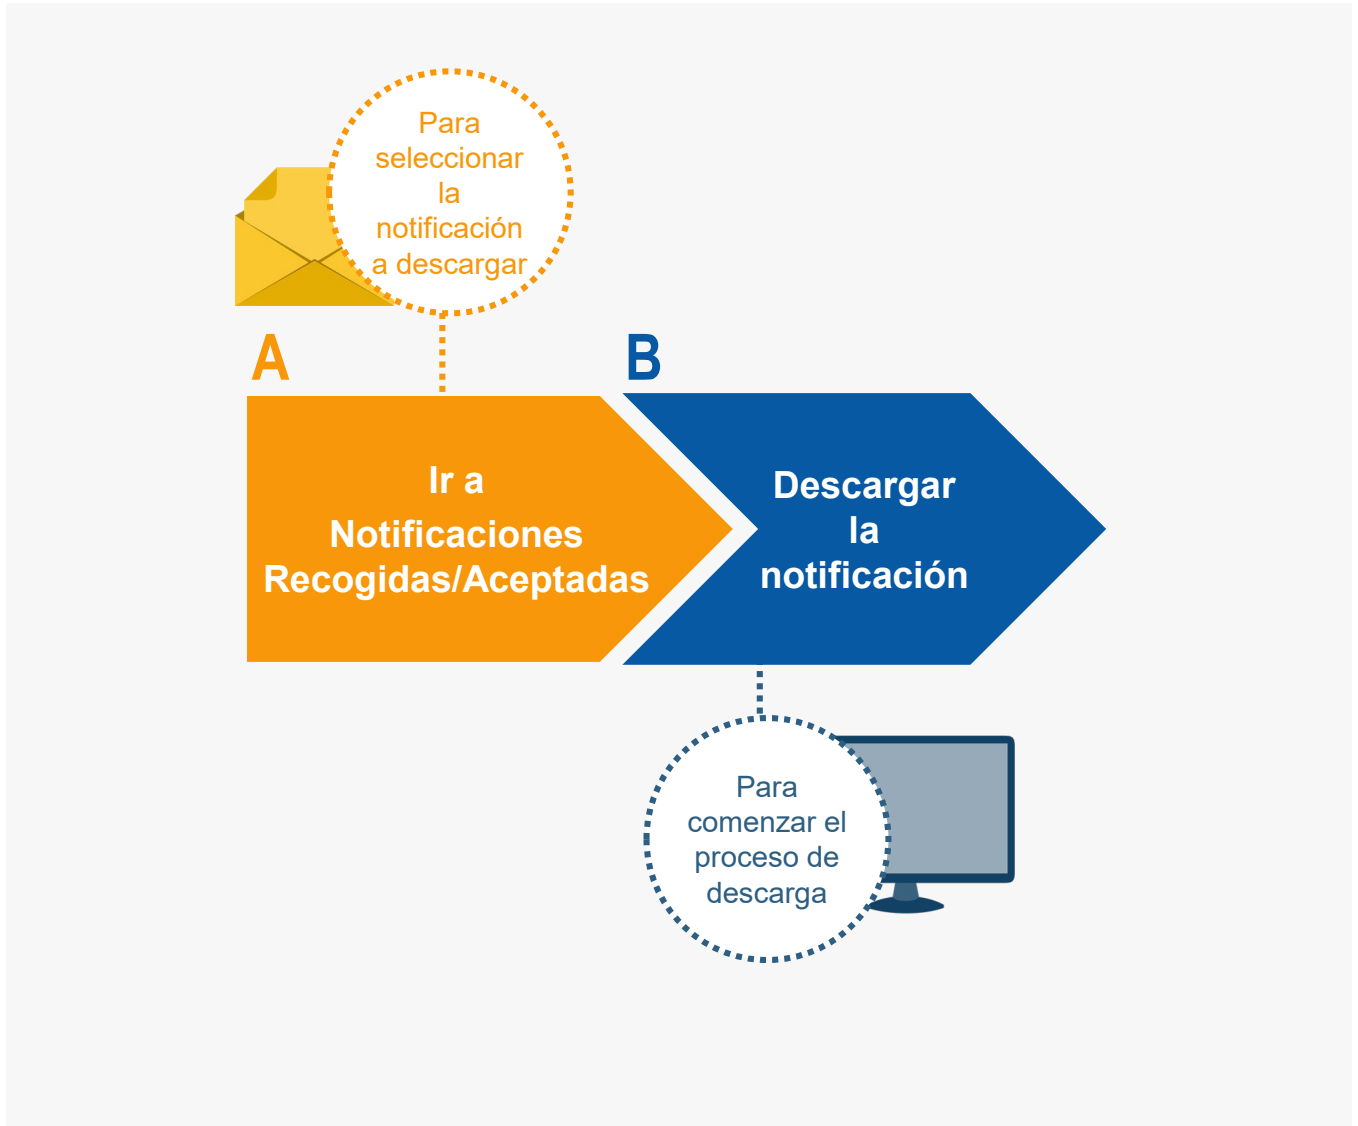 Para
seleccionar
la
notificación
a descargar
A
Ir a
Notificaciones
Recogidas/Aceptadas
B
Descargar
la
notificación
Para
comenzar el
proceso de
descarga